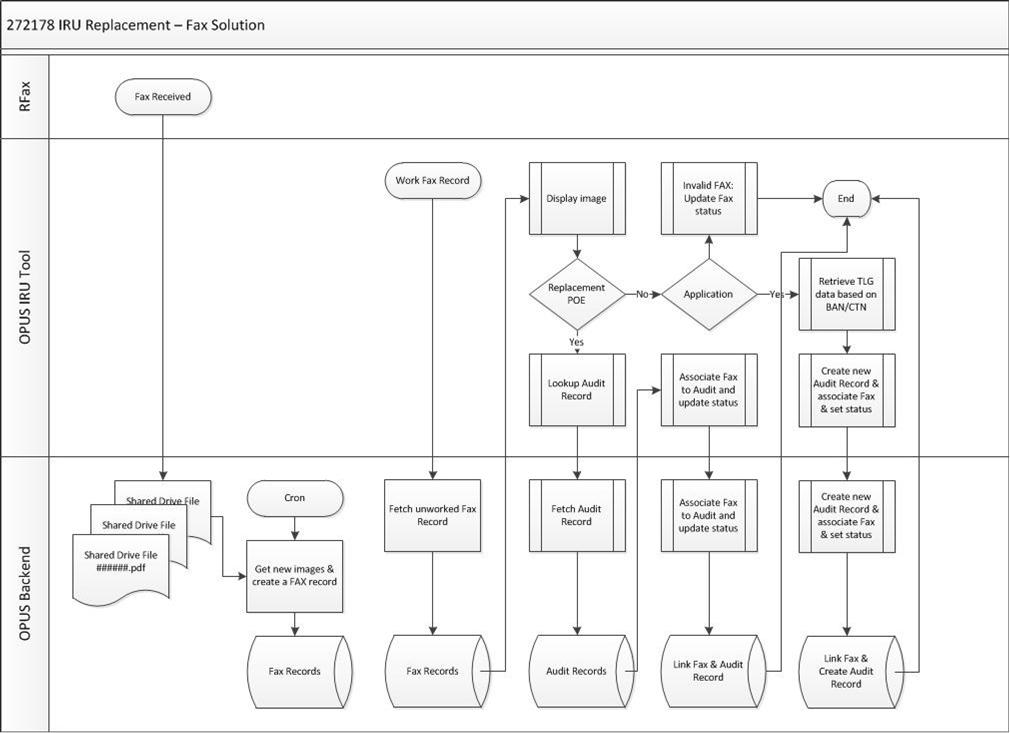 272178 IRU Replacement – Fax Solution
RFax
Fax Received
OPUS IRU Tool
Work Fax Record
Display image
Invalid FAX:
Update Fax
status
End
Replacement
POE
No
Application
Yes
Retrieve TLG
data based on
BAN/CTN
Yes
Lookup Audit
Record
Associate Fax
to Audit and
update status
Create new
Audit Record &
associate Fax
& set status
OPUS Backend
Shared Drive File
Shared Drive File
Shared Drive File
######.pdf
Cron
Get new images &
create a FAX record
Fax Records
Fetch unworked Fax
Record
Fax Records
Fetch Audit
Record
Audit Records
Associate Fax
to Audit and
update status
Link Fax & Audit
Record
Create new
Audit Record &
associate Fax
& set status
Link Fax &
Create Audit
Record